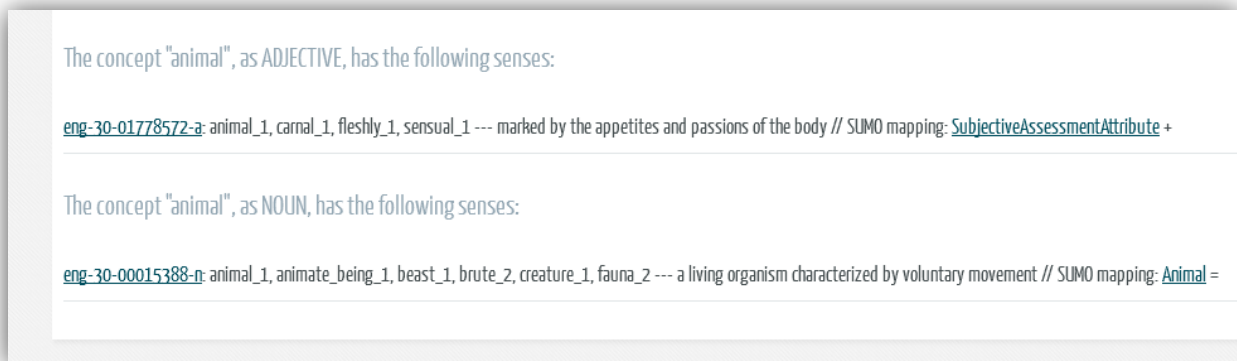 The concept "animal", as ADJECTIVE, has the following senses:
eng-30-01778572-a: animal_1, carnal_1, fleshly_1, sensual_1 --- marked by the appetites and passions of the body // SUMO mapping: SubjectiveAssessmentAttribute +
The concept "animal", as NOUN, has the following senses:
eng-30-00015388-n: animal_1, animate_being_1, beast_1, brute_2, creature_1, fauna_2 --- a living organism characterized by voluntary movement // SUMO mapping: Animal =